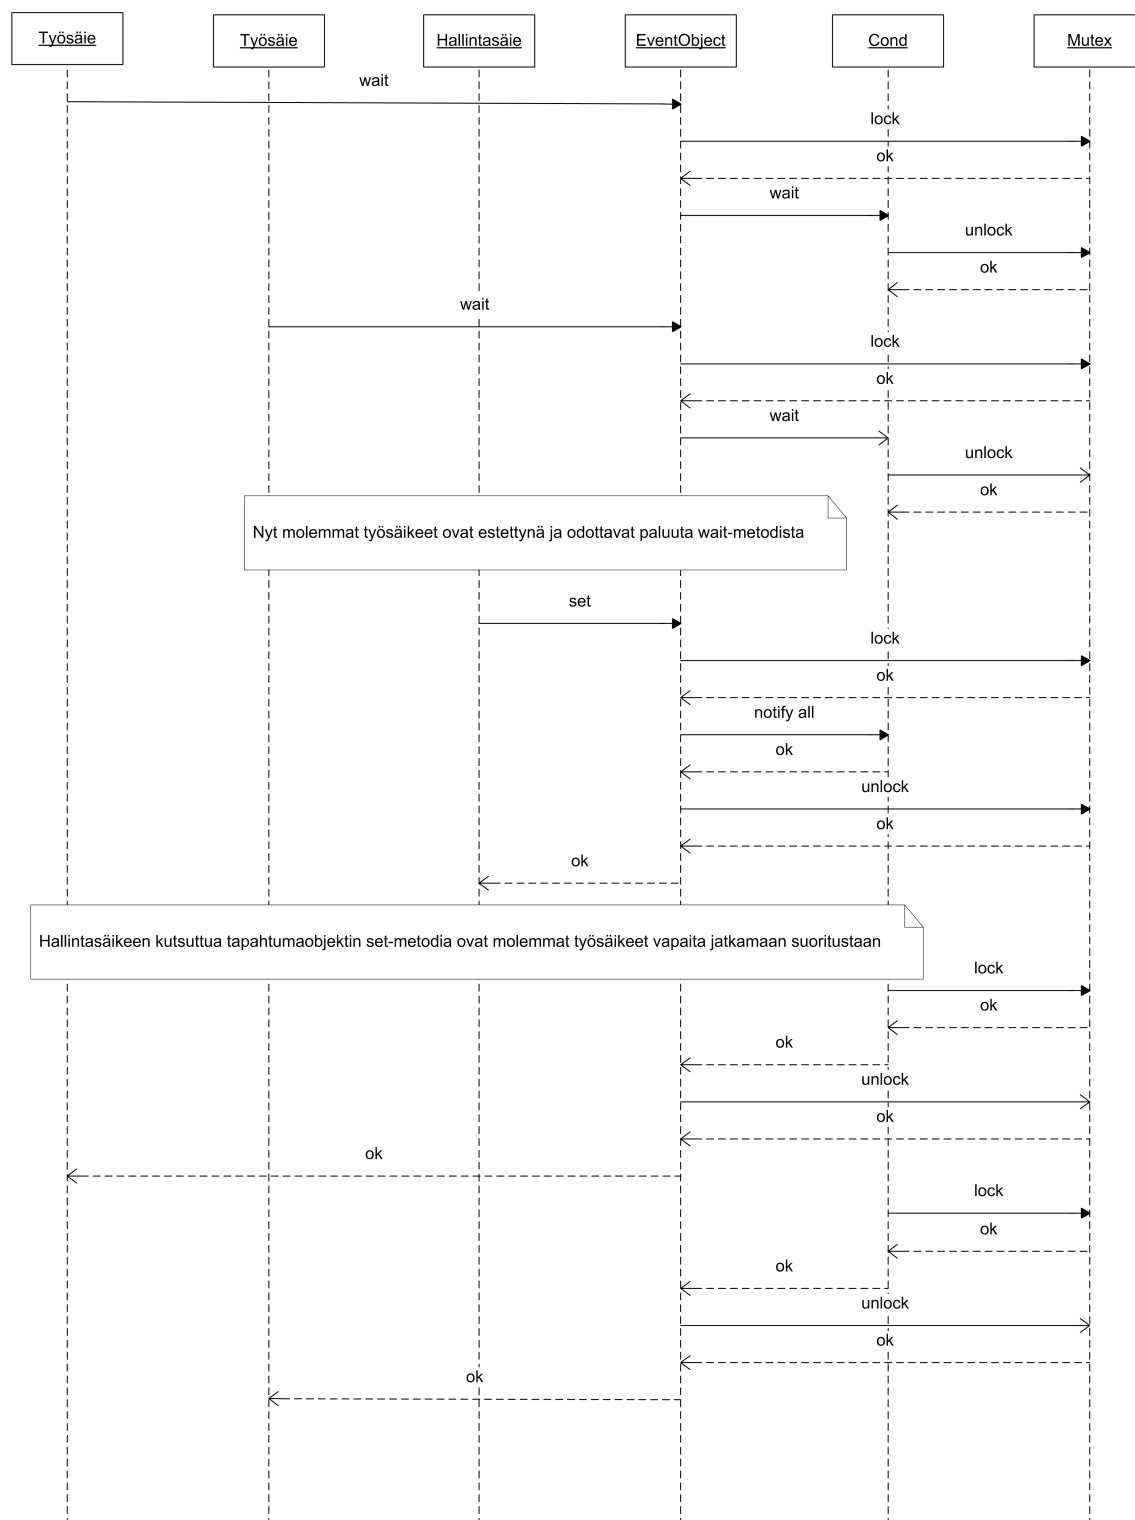 Työsäie
Työsäie
Hallintasäie
EventObject
Cond
Mutex
wait
lock
ok
wait
unlock
ok
wait
lock
ok
wait
unlock
ok
Nyt molemmat työsäikeet ovat estettynä ja odottavat paluuta wait-metodista
set
lock
ok
notify all
ok
unlock
ok
ok
Hallintasäikeen kutsuttua tapahtumaobjektin set-metodia ovat molemmat työsäikeet vapaita jatkamaan suoritustaan
lock
ok
ok
unlock
ok
ok
lock
ok
ok
unlock
ok
ok